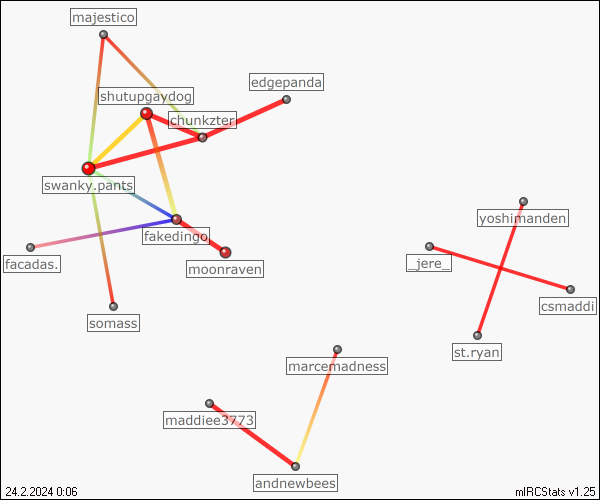 majestico
edgepanda
shutupgaydog
chunkzter
swanky.pants
yoshimanden
fakedingo
facadas.
moonraven
_jere_
csmaddi
somass
st.ryan
marcemadness
maddiee3773
andnewbees
24.2.2024 0:06
mIRCStats v1.25